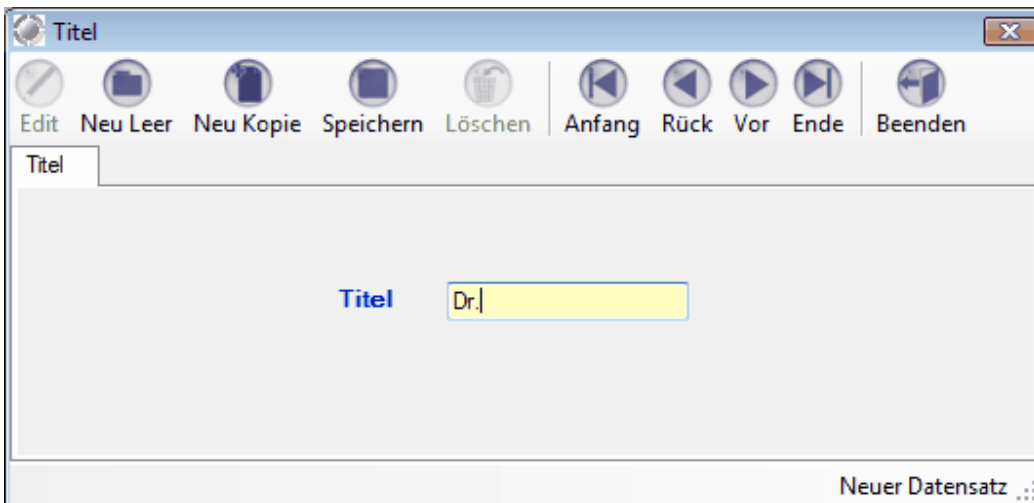 Titel
Edit Neu Leer Neu Kopie Speichern Löschen Anfang Rück Vor Ende Beenden
Titel
Titel Dr.
Neuer Datensatz